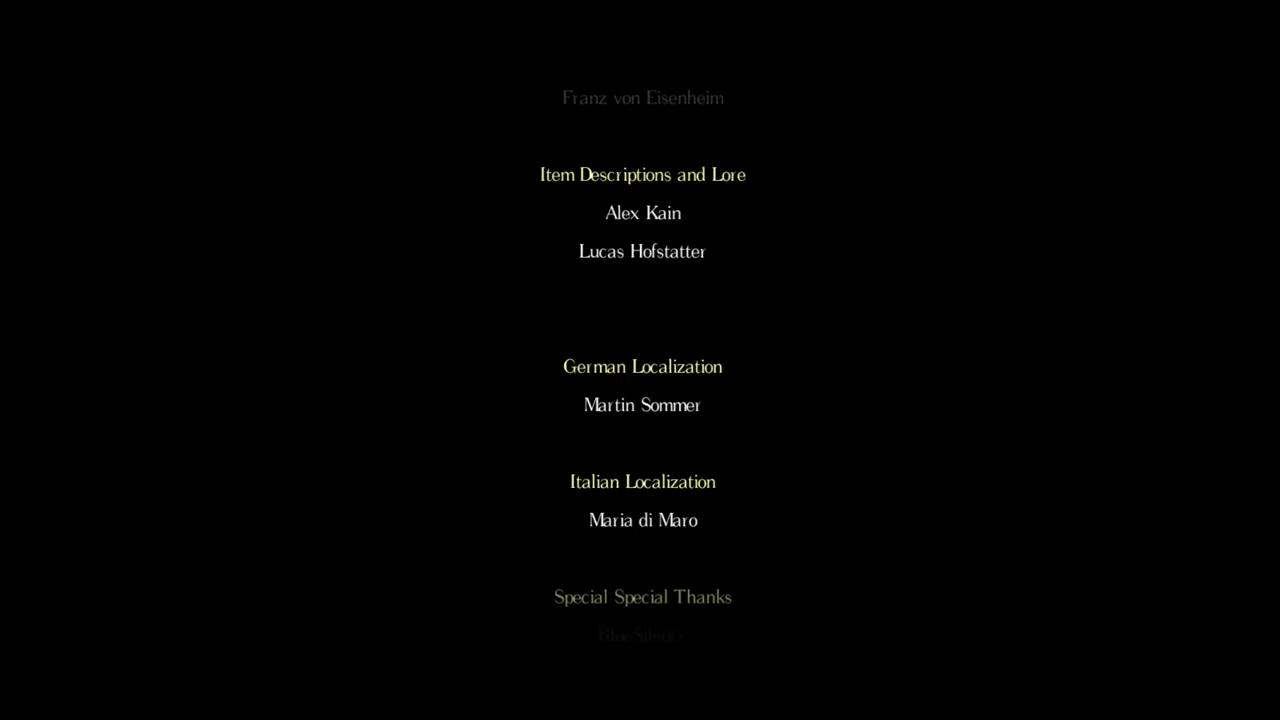 Franz von Eisenheim
Item Descriptions and Lore
Alex Kain
Lucas Hofstatter
German Localization
Martin Sommer
Italian Localization
Maria di Maro
Special Special Thanks